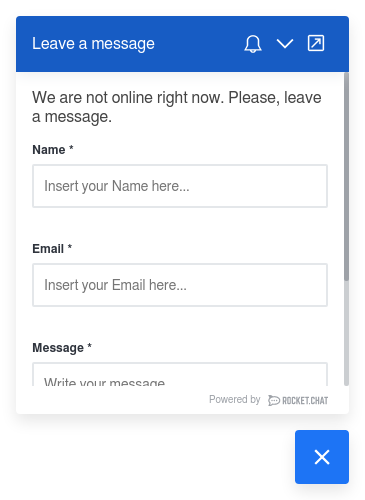 Leave a message
We are not online right now. Please, leave
a message.
Name *
Insert your Name here...
Email *
Insert your Email here...
Message *
Write your message
Powered by ROCKET.CHAT